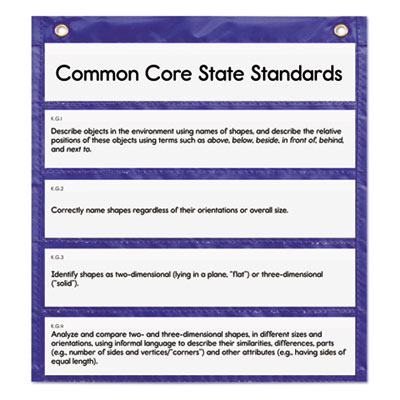 Common Core State Standards
K.G.1
Describe objects in the environment using names of shapes, and describe the relative
positions of these objects using terms such as above, below, beside, in front of, behind,
and next to.
K.G.2
Correctly name shapes regardless of their orientations or overall size.
K.G.3
Identify shapes as two-dimensional (lying in a plane, "flat") or three-dimensional
("solid").
K.G.4
Analyze and compare two- and three-dimensional shapes, in different sizes and
orientations, using informal language to describe their similarities, differences, parts
(e.g., number of sides and vertices/"corners") and other attributes (e.g., having sides of
equal length).